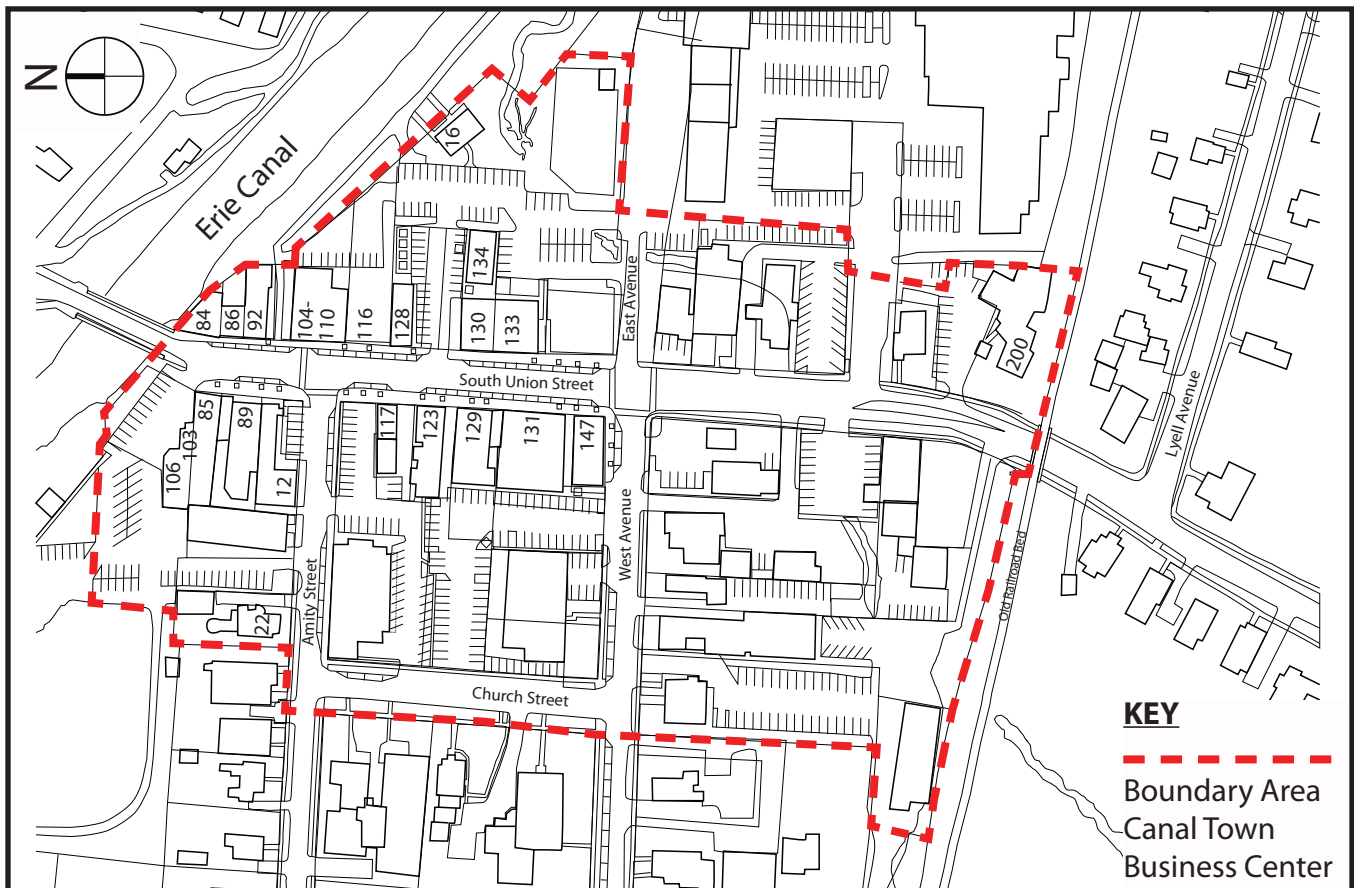 N
Erie Canal
16
134
84
86
92
104-
110
116
128
130
133
East Avenue
200
South Union Street
85
89
103
106
12
117
123
129
131
147
Lyell Avenue
West Avenue
Old Railroad Bed
Amity Street
22
Church Street
KEY
Boundary Area
Canal Town
Business Center